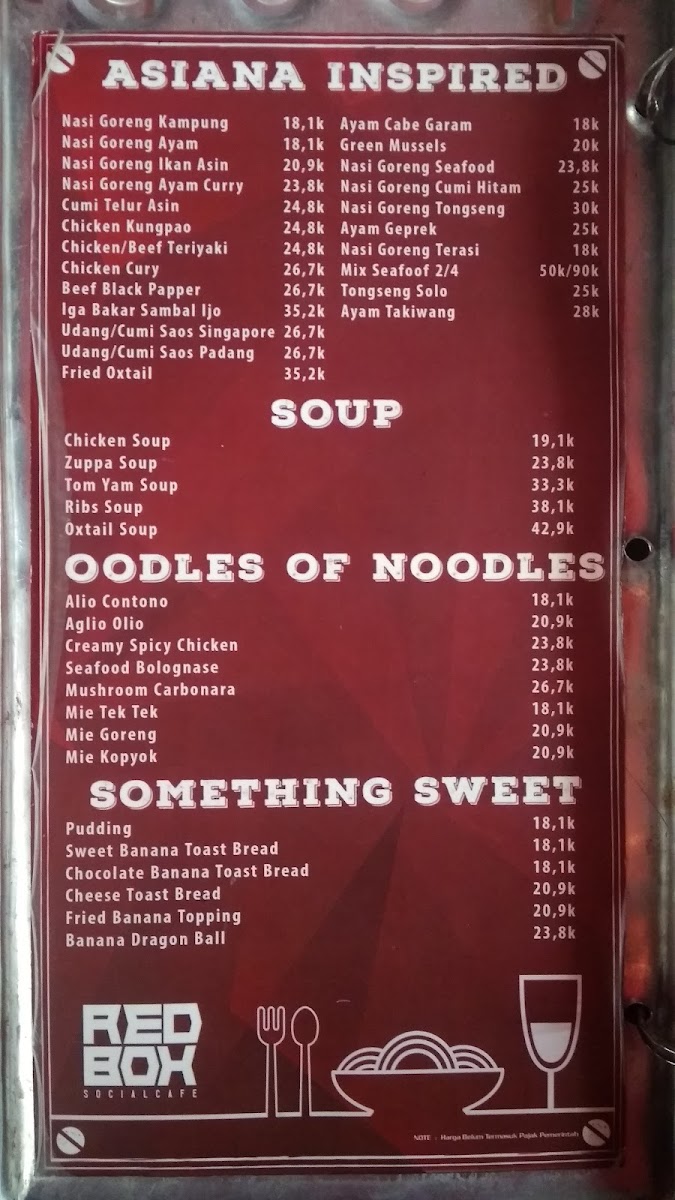 ASIANA INSPIRED
Nasi Goreng Kampung 18,1k
Nasi Goreng Ayam 18,1k
Nasi Goreng Ikan Asin 20,9k
Nasi Goreng Ayam Curry 23,8k
Cumi Telur Asin 24,8k
Chicken Kungpao 24,8k
Chicken/Beef Teriyaki 24,8k
Chicken Cury 26,7k
Beef Black Papper 26,7k
Iga Bakar Sambal Ijo 35,2k
Udang/Cumi Saos Singapore 26,7k
Udang/Cumi Saos Padang 26,7k
Fried Oxtail 35,2k
Ayam Cabe Garam 18k
Green Mussels 20k
Nasi Goreng Seafood 23,8k
Nasi Goreng Cumi Hitam 25k
Nasi Goreng Tongseng 30k
Ayam Geprek 25k
Nasi Goreng Terasi 18k
Mix Seafoof 2/4 50k/90k
Tongseng Solo 25k
Ayam Takiwang 28k
SOUP
Chicken Soup 19,1k
Zuppa Soup 23,8k
Tom Yam Soup 33,3k
Ribs Soup 38,1k
Oxtail Soup 42,9k
OODLES OF NOODLES
Alio Contono 18,1k
Aglio Olio 20,9k
Creamy Spicy Chicken 23,8k
Seafood Bolognase 23,8k
Mushroom Carbonara 26,7k
Mie Tek Tek 18,1k
Mie Goreng 20,9k
Mie Kopyok 20,9k
SOMETHING SWEET
Pudding 18,1k
Sweet Banana Toast Bread 18,1k
Chocolate Banana Toast Bread 18,1k
Cheese Toast Bread 20,9k
Fried Banana Topping 20,9k
Banana Dragon Ball 23,8k
RED
BOX
SOCIALCAFE
NOTE : Harga Belum Termasuk Pajak Pemerintah